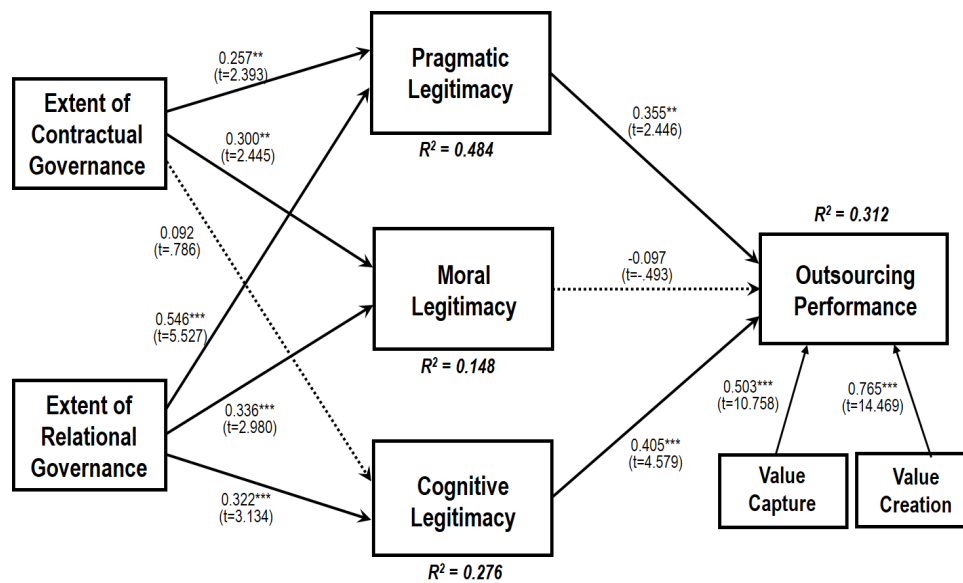 Extent of
Contractual
Governance
0.257**
(t=2.393)
0.300**
(t=2.445)
0.092
(t=.786)
Extent of
Relational
Governance
0.546***
(t=5.527)
0.336***
(t=2.980)
0.322***
(t=3.134)
Pragmatic
Legitimacy
R² = 0.484
Moral
Legitimacy
R² = 0.148
Cognitive
Legitimacy
R² = 0.276
0.355**
(t=2.446)
-0.097
(t=-.493)
0.405***
(t=4.579)
R² = 0.312
Outsourcing
Performance
0.503***
(t=10.758)
0.765***
(t=14.469)
Value
Capture
Value
Creation